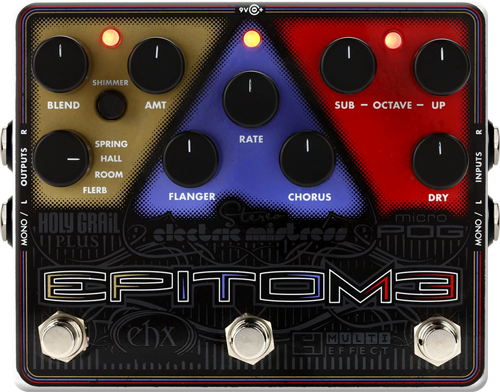 9V
SHIMMER
BLEND AMT
SUB – OCTAVE – UP
RATE
SPRING
HALL
ROOM
FLERB
FLANGER CHORUS
DRY
MONO / L OUTPUTS R
MONO / L INPUTS R
HOLY GRAIL
PLUS
Stereo
electric mistress
micro
POG
EPITOM3
ehx
MULTI
EFFECT